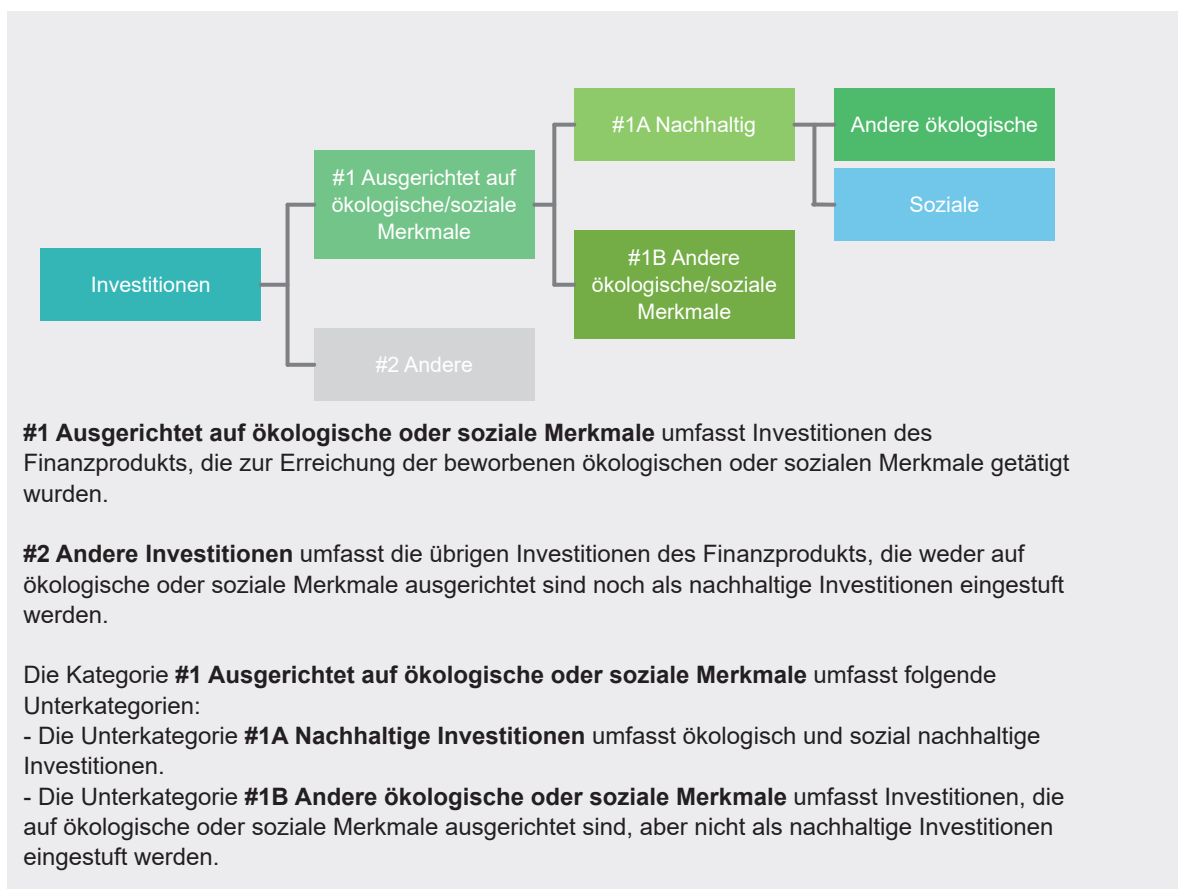 #1A Nachhaltig
Andere ökologische
#1 Ausgerichtet auf
ökologische/soziale
Merkmale
Soziale
#1B Andere
ökologische/soziale
Merkmale
Investitionen
#2 Andere
#1 Ausgerichtet auf ökologische oder soziale Merkmale umfasst Investitionen des
Finanzprodukts, die zur Erreichung der beworbenen ökologischen oder sozialen Merkmale getätigt
wurden.
#2 Andere Investitionen umfasst die übrigen Investitionen des Finanzprodukts, die weder auf
ökologische oder soziale Merkmale ausgerichtet sind noch als nachhaltige Investitionen eingestuft
werden.
Die Kategorie #1 Ausgerichtet auf ökologische oder soziale Merkmale umfasst folgende
Unterkategorien:
- Die Unterkategorie #1A Nachhaltige Investitionen umfasst ökologisch und sozial nachhaltige
Investitionen.
- Die Unterkategorie #1B Andere ökologische oder soziale Merkmale umfasst Investitionen, die
auf ökologische oder soziale Merkmale ausgerichtet sind, aber nicht als nachhaltige Investitionen
eingestuft werden.